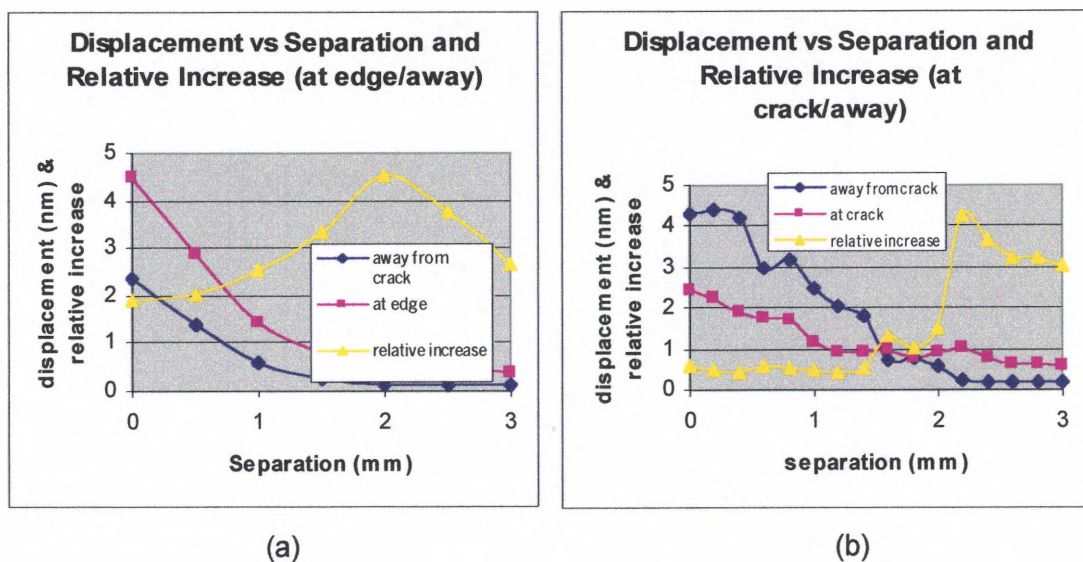 Displacement vs Separation and
Relative Increase (at edge/away)
displacement (nm) &
relative increase
5
4
3
2
1
0
away from
crack
at edge
relative increase
0
1
2
3
Separation (mm)
(a)
Displacement vs Separation and
Relative Increase (at
crack/away)
displacement (nm) &
relative increase
5
4
3
2
1
0
away from crack
at crack
relative increase
0
1
2
3
separation (mm)
(b)